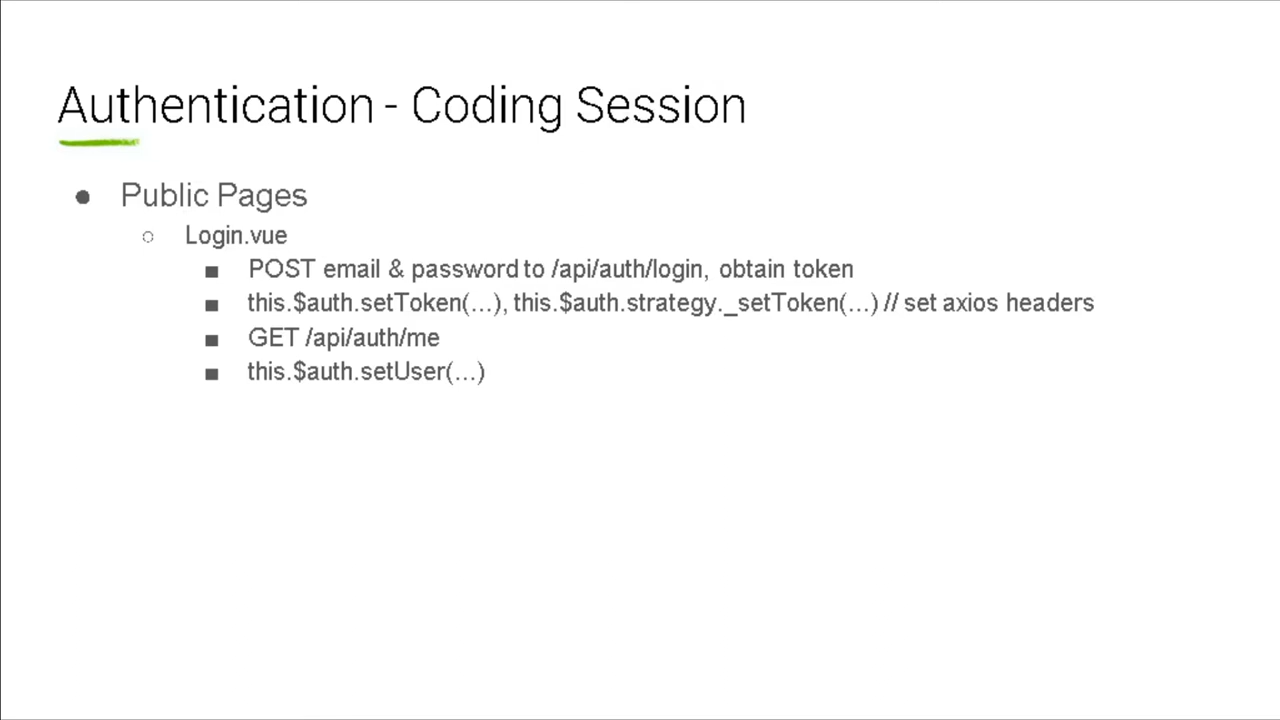 Authentication - Coding Session
● Public Pages
○ Login.vue
■ POST email & password to /api/auth/login, obtain token
■ this.$auth.setToken(...), this.$auth.strategy._setToken(...) // set axios headers
■ GET /api/auth/me
■ this.$auth.setUser(...)